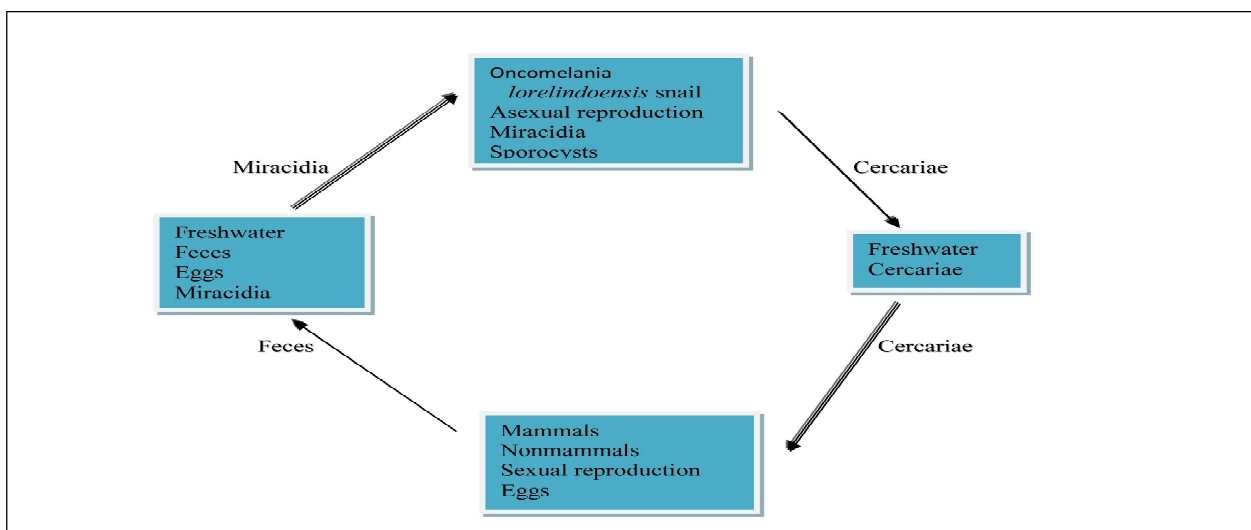 Oncomelania
lorelindoensis snail
Asexual reproduction
Miracidia
Sporocysts
Miracidia
Cercariae
Freshwater
Feces
Eggs
Miracidia
Freshwater
Cercariae
Feces
Cercariae
Mammals
Nonmammals
Sexual reproduction
Eggs